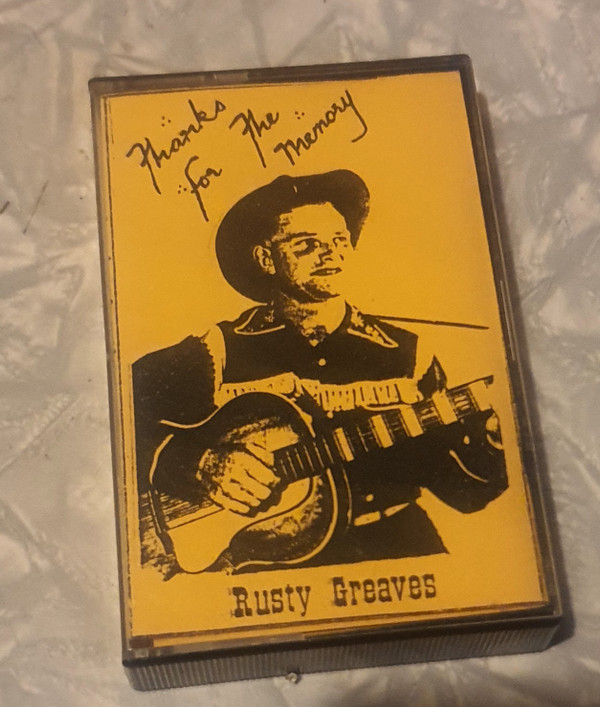 Thanks
For The
Memory
Rusty Greaves